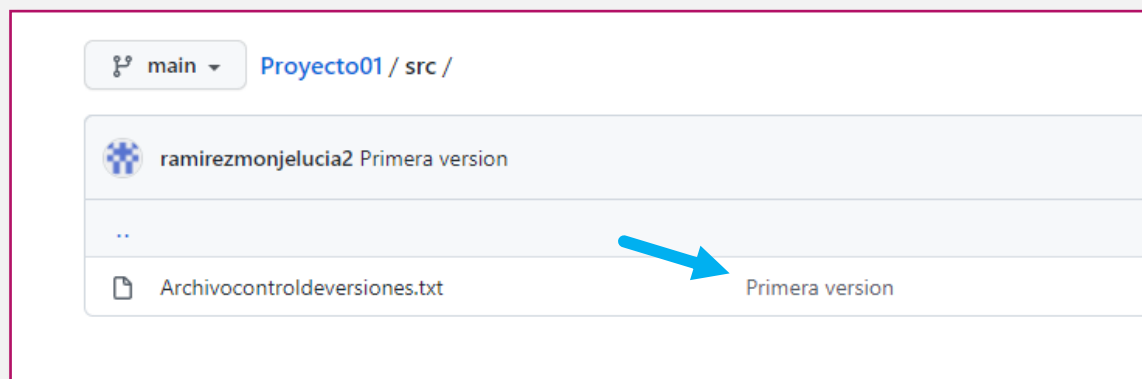 main Proyecto01 / src /
ramirezmonjelucia2 Primera version
..
Archivocontroldeversiones.txt Primera version